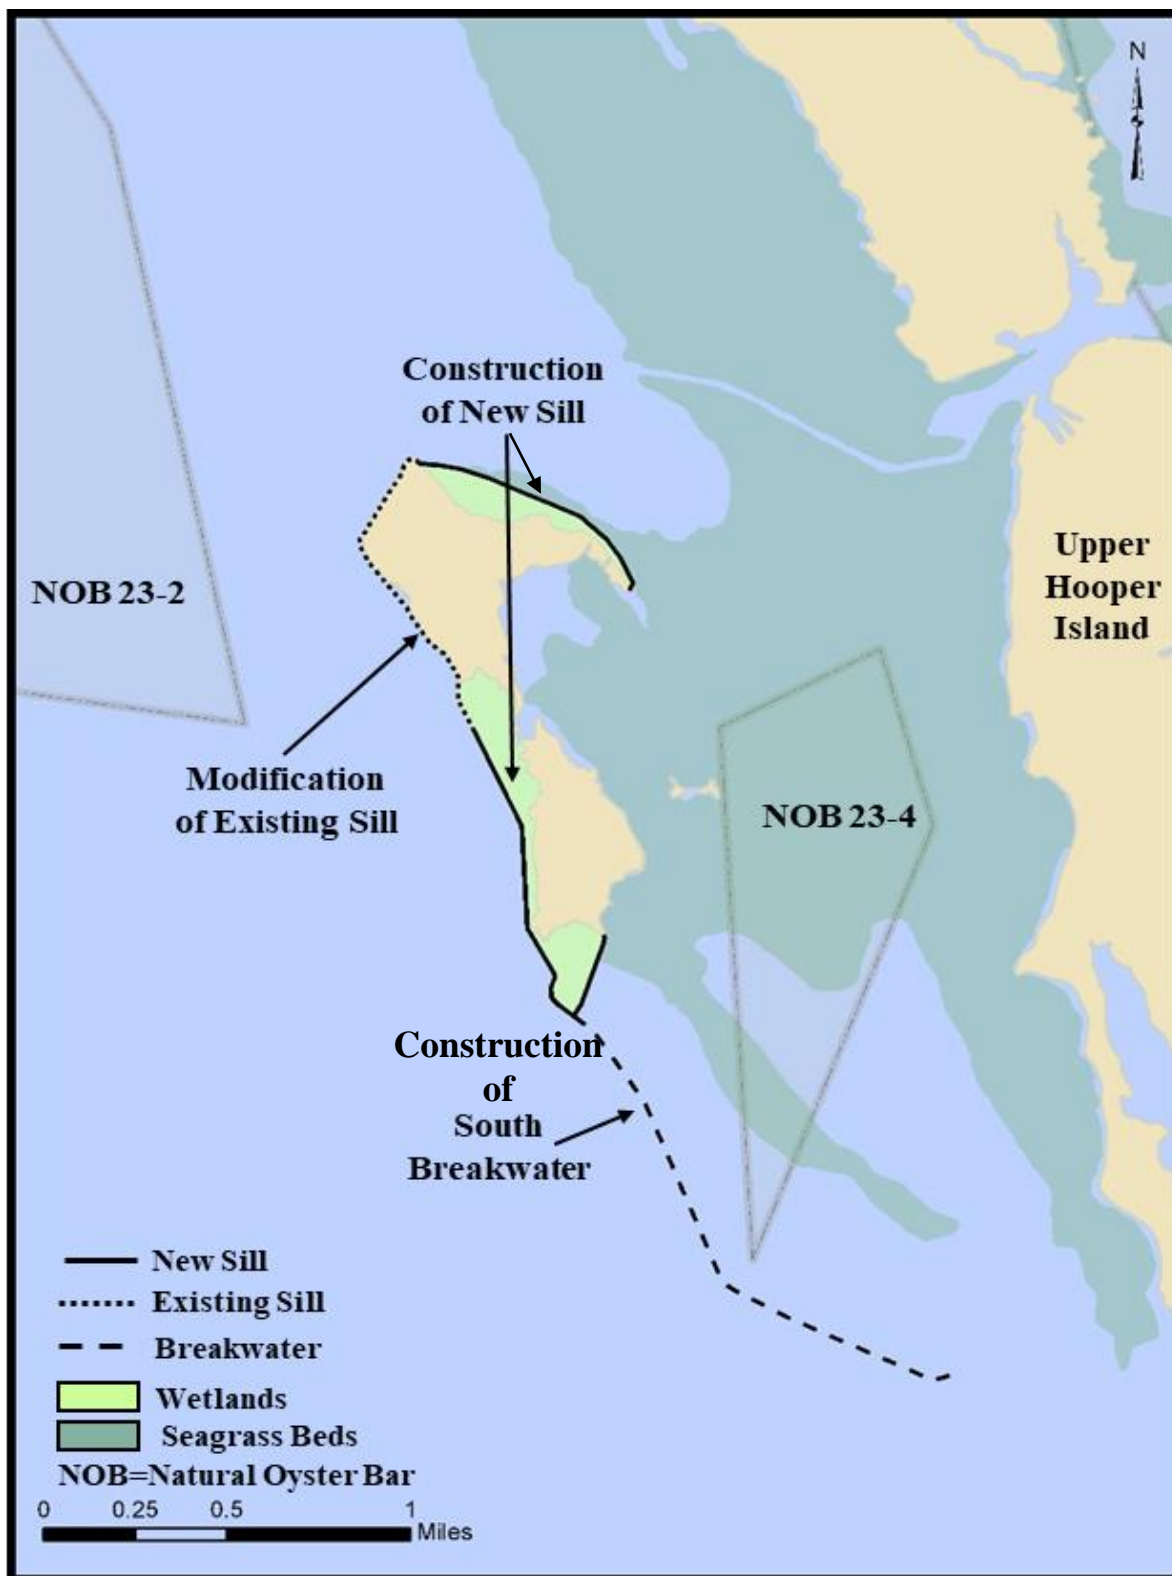 N
Construction
of New Sill
NOB 23-2
Upper
Hooper
Island
Modification
of Existing Sill
NOB 23-4
Construction
of
South
Breakwater
New Sill
Existing Sill
Breakwater
Wetlands
Seagrass Beds
NOB=Natural Oyster Bar
0 0.25 0.5 1
Miles